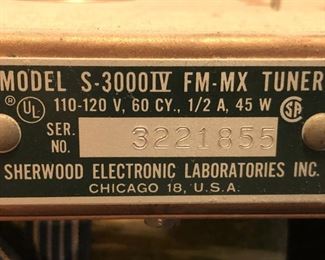 MODEL S-3000IV FM-MX TUNER
® UL 110-120 V, 60 CY., 1/2 A, 45 W SA
SER. NO. 3221855
SHERWOOD ELECTRONIC LABORATORIES INC.
CHICAGO 18, U.S.A.